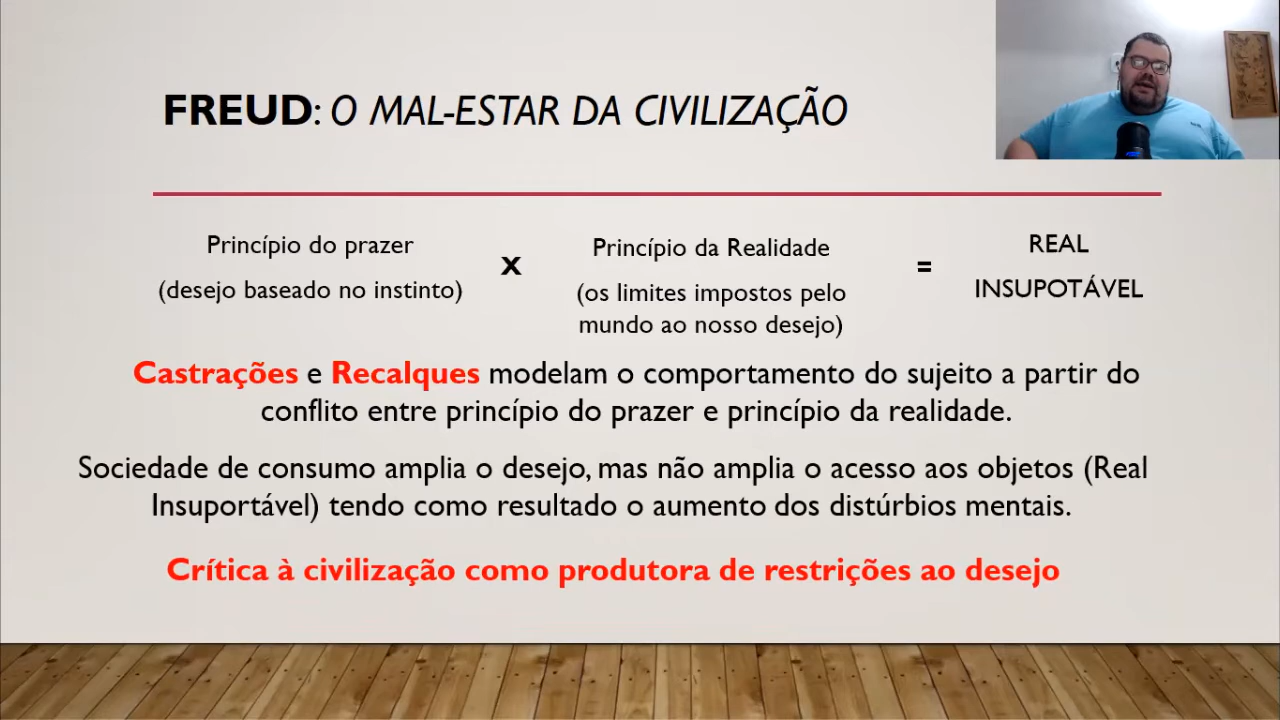 FREUD: O MAL-ESTAR DA CIVILIZAÇÃO
Princípio do prazer
(desejo baseado no instinto)
X
Princípio da Realidade
(os limites impostos pelo
mundo ao nosso desejo)
=
REAL
INSUPOTÁVEL
Castrações e Recalques modelam o comportamento do sujeito a partir do
conflito entre princípio do prazer e princípio da realidade.
Sociedade de consumo amplia o desejo, mas não amplia o acesso aos objetos (Real
Insuportável) tendo como resultado o aumento dos distúrbios mentais.
Crítica à civilização como produtora de restrições ao desejo